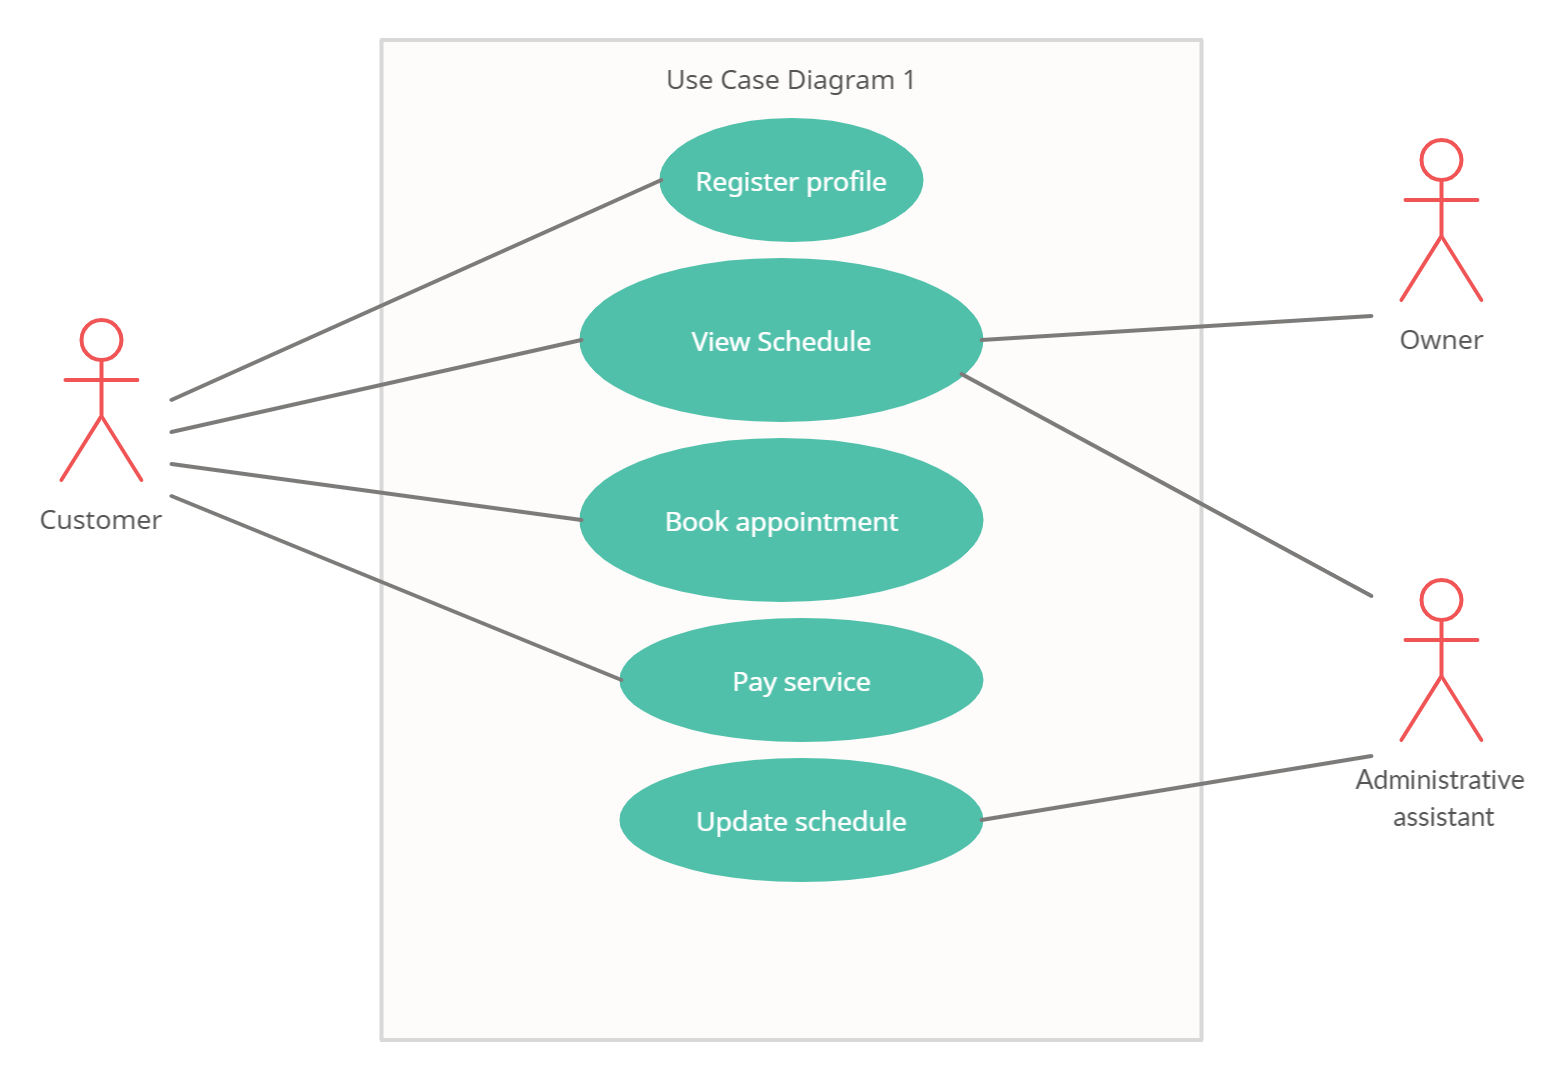 Use Case Diagram 1
Register profile
View Schedule
Owner
Customer
Book appointment
Pay service
Administrative
assistant
Update schedule